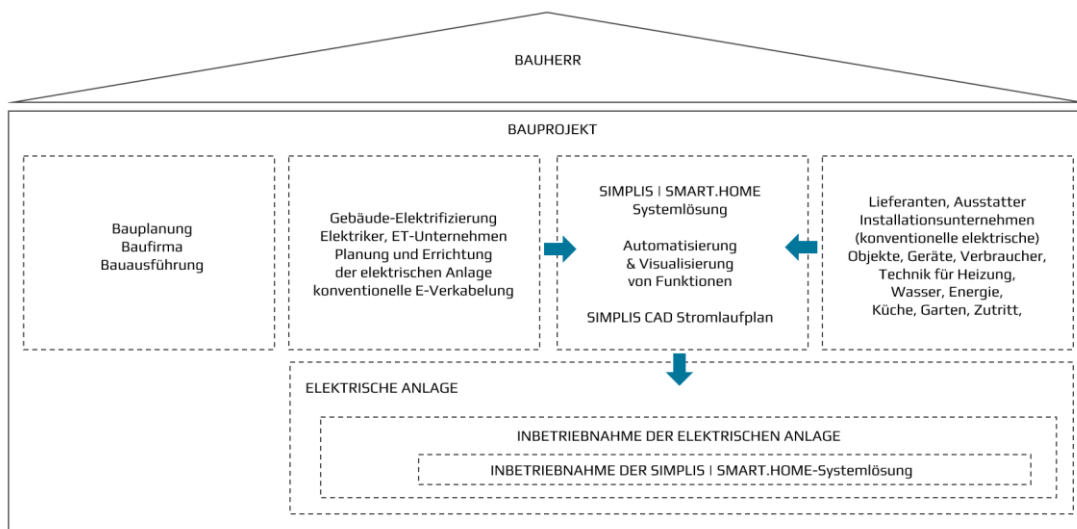 BAUHERR
BAUPROJEKT
Bauplanung
Baufirma
Bauausführung
Gebäude-Elektrifizierung
Elektriker, ET-Unternehmen
Planung und Errichtung
der elektrischen Anlage
konventionelle E-Verkabelung
SIMPLIS | SMART.HOME
Systemlösung
Automatisierung
& Visualisierung
von Funktionen
SIMPLIS CAD Stromlaufplan
Lieferanten, Ausstatter
Installationsunternehmen
(konventionelle elektrische)
Objekte, Geräte, Verbraucher,
Technik für Heizung,
Wasser, Energie,
Küche, Garten, Zutritt,
ELEKTRISCHE ANLAGE
INBETRIEBNAHME DER ELEKTRISCHEN ANLAGE
INBETRIEBNAHME DER SIMPLIS | SMART.HOME-Systemlösung